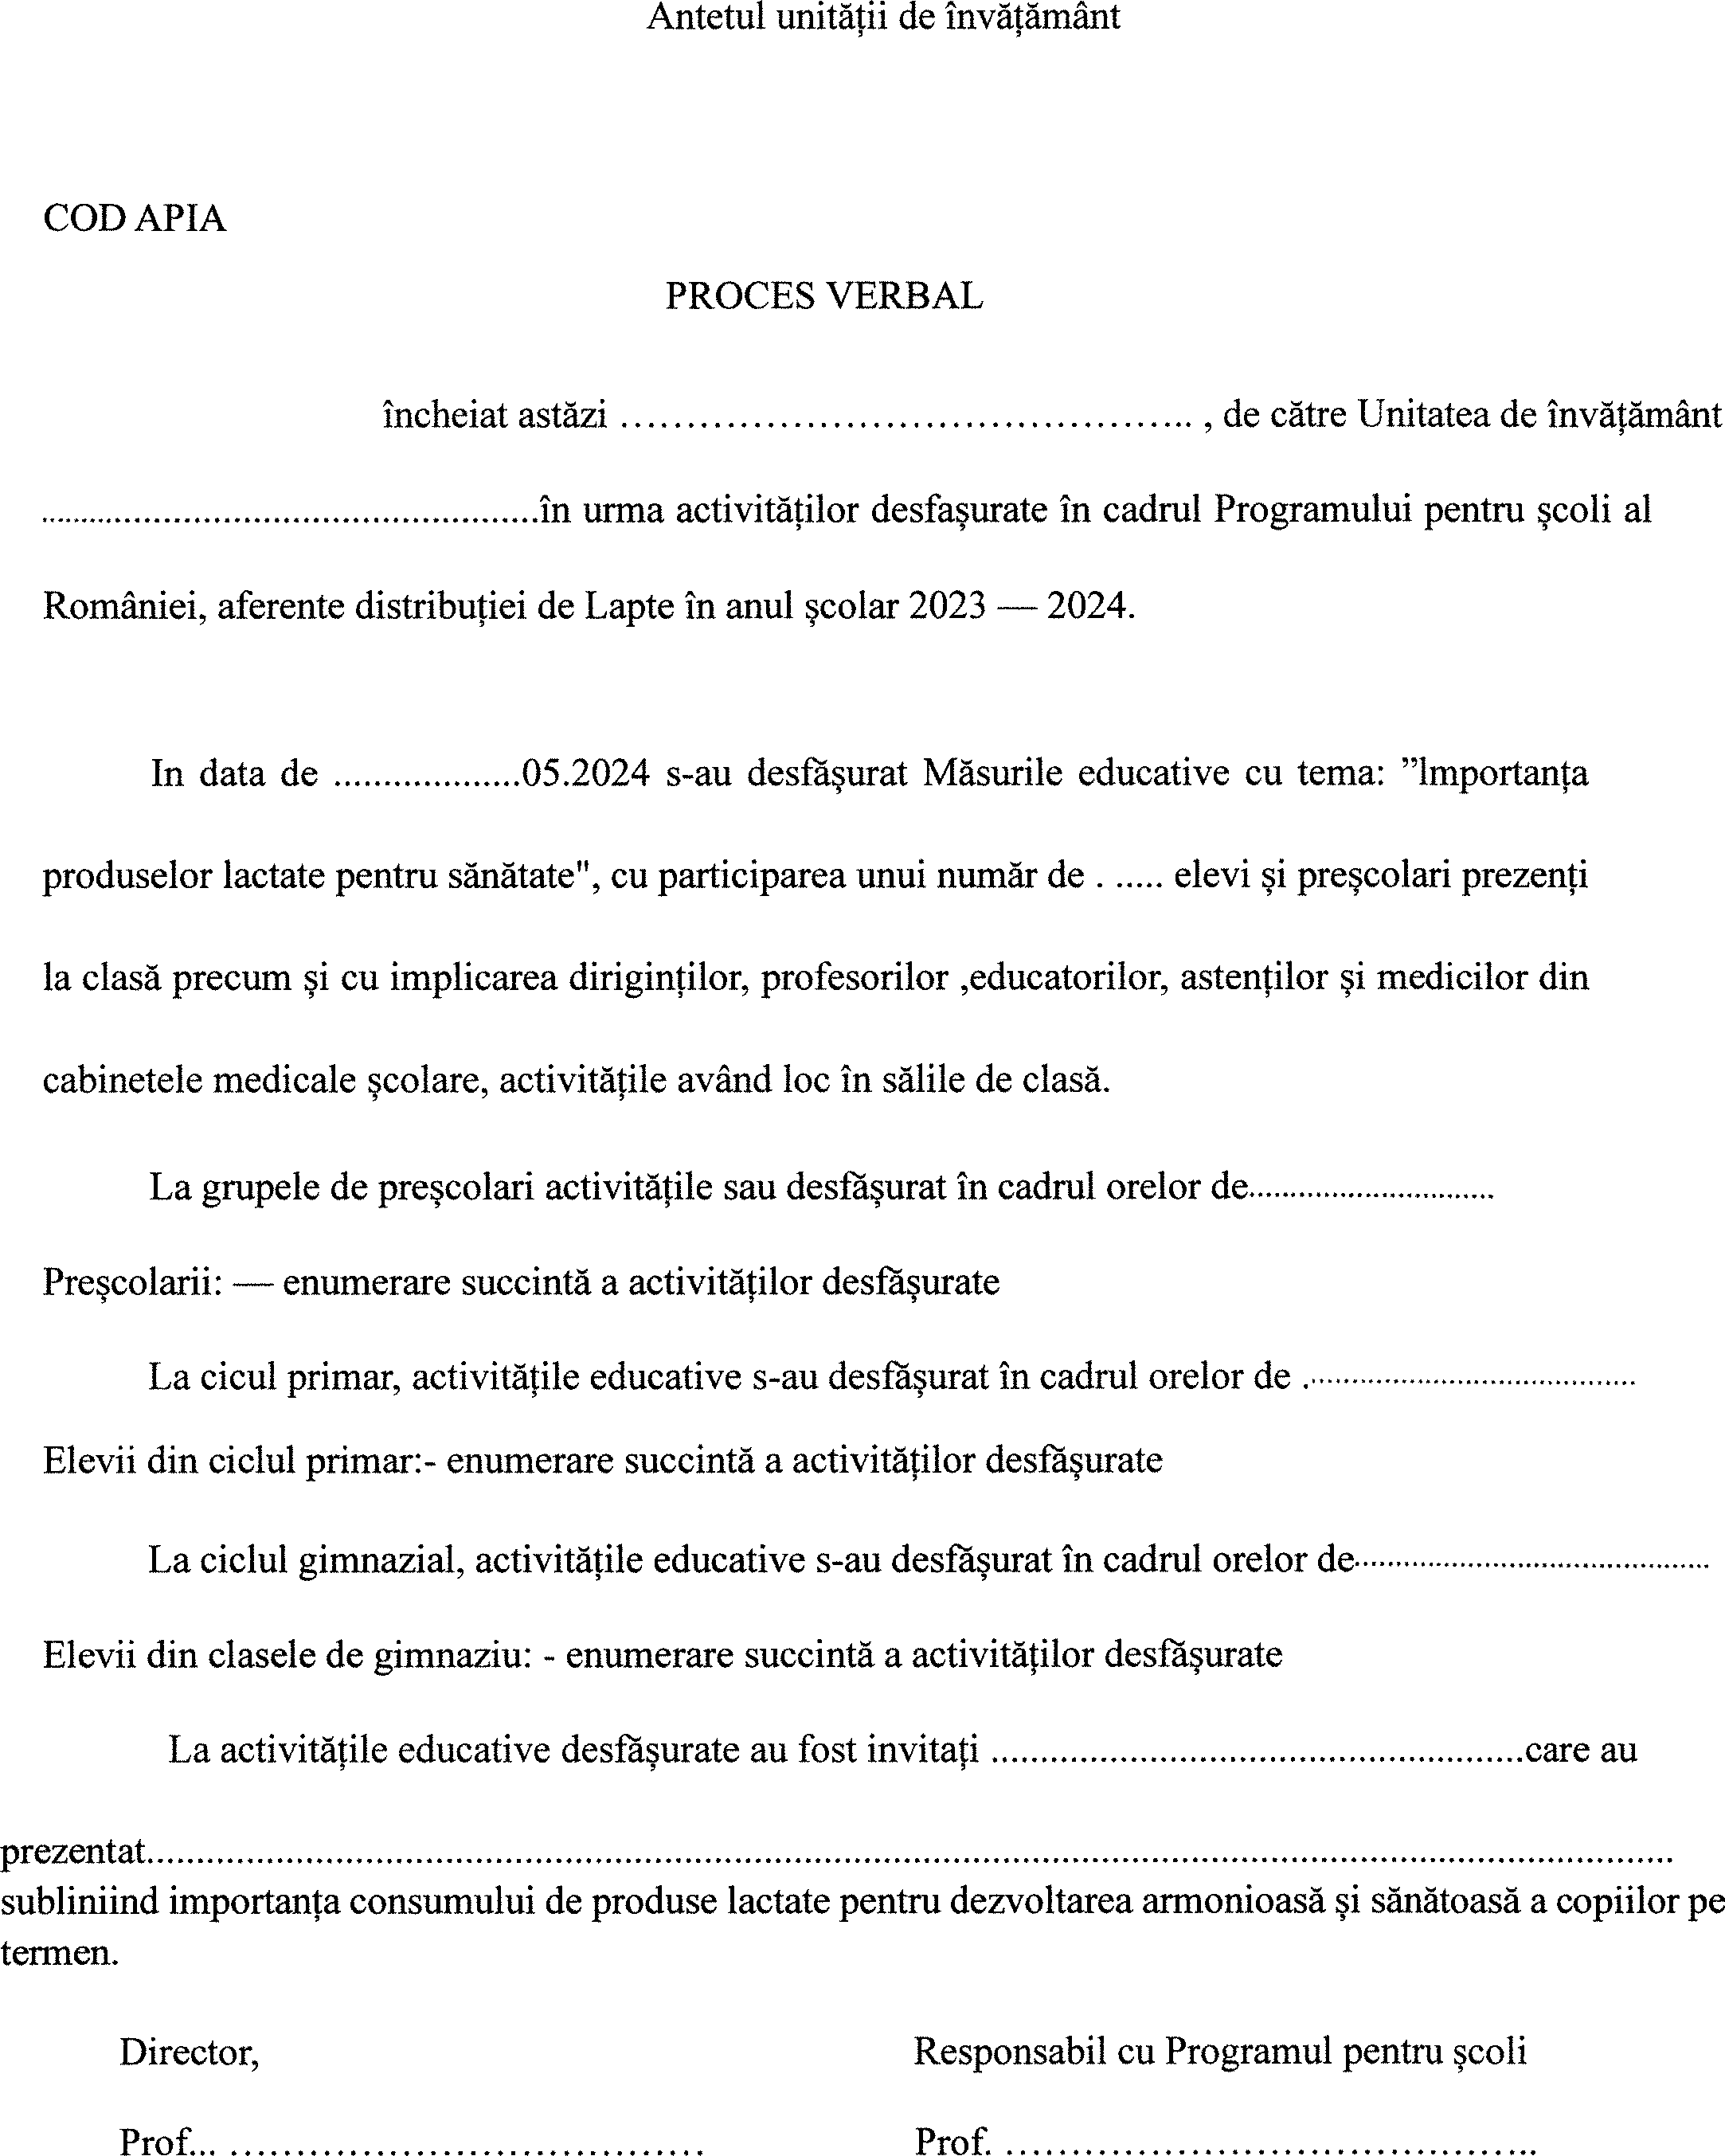 Antetul unității de învățământ
COD APIA
PROCES VERBAL
încheiat astăzi ............................................ , de către Unitatea de învățământ
..................................................în urma activităților desfașurate în cadrul Programului pentru școli al
României, aferente distribuției de Lapte în anul școlar 2023 — 2024.
In data de ...................05.2024 s-au desfășurat Măsurile educative cu tema: ”lmportanța
produselor lactate pentru sănătate", cu participarea unui număr de . ..... elevi și preșcolari prezenți
la clasă precum și cu implicarea diriginților, profesorilor ,educatorilor, astenților și medicilor din
cabinetele medicale școlare, activitățile având loc în sălile de clasă.
La grupele de preșcolari activitățile sau desfășurat în cadrul orelor de..............................
Preșcolarii: — enumerare succintă a activităților desfășurate
La cicul primar, activitățile educative s-au desfășurat în cadrul orelor de .......................................
Elevii din ciclul primar:- enumerare succintă a activităților desfășurate
La ciclul gimnazial, activitățile educative s-au desfășurat în cadrul orelor de...........................................
Elevii din clasele de gimnaziu: - enumerare succintă a activităților desfășurate
La activitățile educative desfășurate au fost invitați .....................................................care au
prezentat........................................................................................................................................................
subliniind importanța consumului de produse lactate pentru dezvoltarea armonioasă și sănătoasă a copiilor pe
termen.
Director, Responsabil cu Programul pentru școli
Prof... .................................... Prof. ........................................